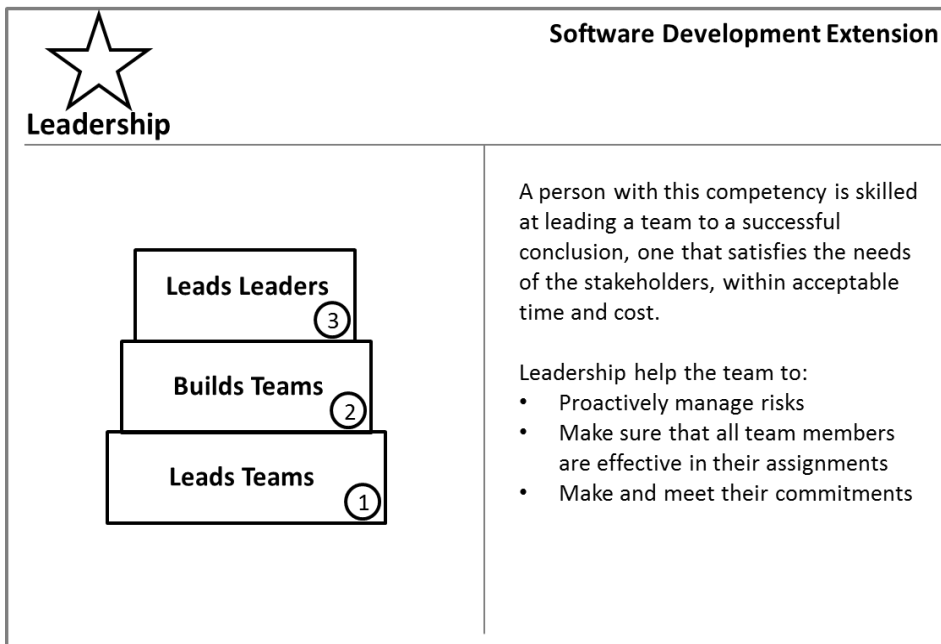 Software Development Extension
Leadership
Leads Leaders
3
Builds Teams
2
Leads Teams
1
A person with this competency is skilled
at leading a team to a successful
conclusion, one that satisfies the needs
of the stakeholders, within acceptable
time and cost.
Leadership help the team to:
• Proactively manage risks
• Make sure that all team members
are effective in their assignments
• Make and meet their commitments